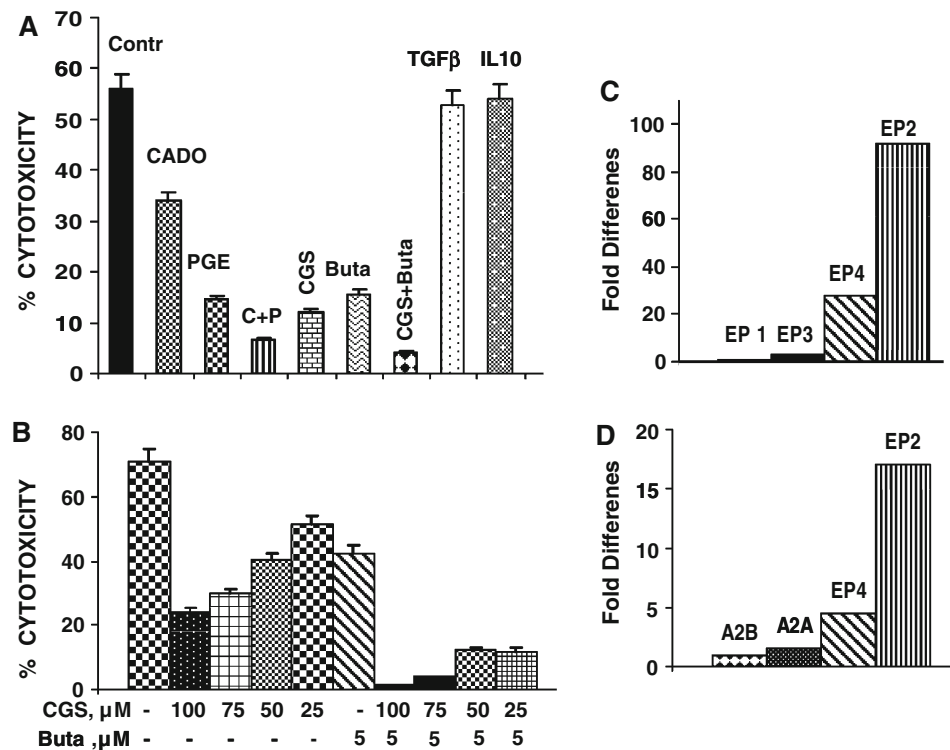 A
70
60
50
40
30
20
10
0
% CYTOTOXICITY
Contr
CADO
PGE
C+P
CGS
Buta
CGS+Buta
TGFβ
IL10
B
80
60
40
20
0
% CYTOTOXICITY
CGS, µM - 100 75 50 25 - 100 75 50 25
Buta ,µM - - - - - 5 5 5 5 5
C
100
80
60
40
20
0
Fold Differenes
EP 1
EP3
EP4
EP2
D
20
15
10
5
0
Fold Differenes
A2B
A2A
EP4
EP2